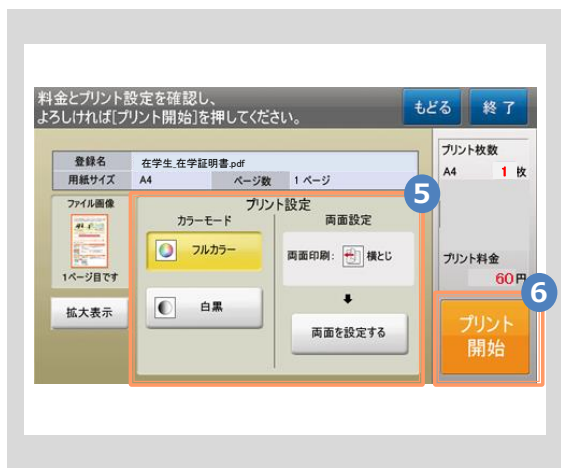 料金とプリント設定を確認し、
よろしければ[プリント開始]を押してください。
もどる
終了
登録名 在学生_在学証明書.pdf
用紙サイズ A4 ページ数 1 ページ
プリント枚数
A4 1 枚
プリント料金
60円
ファイル画像
1ページ目です
拡大表示
5
プリント設定
カラーモード
フルカラー
白黒
両面設定
両面印刷: 横とじ
両面を設定する
6
プリント
開始